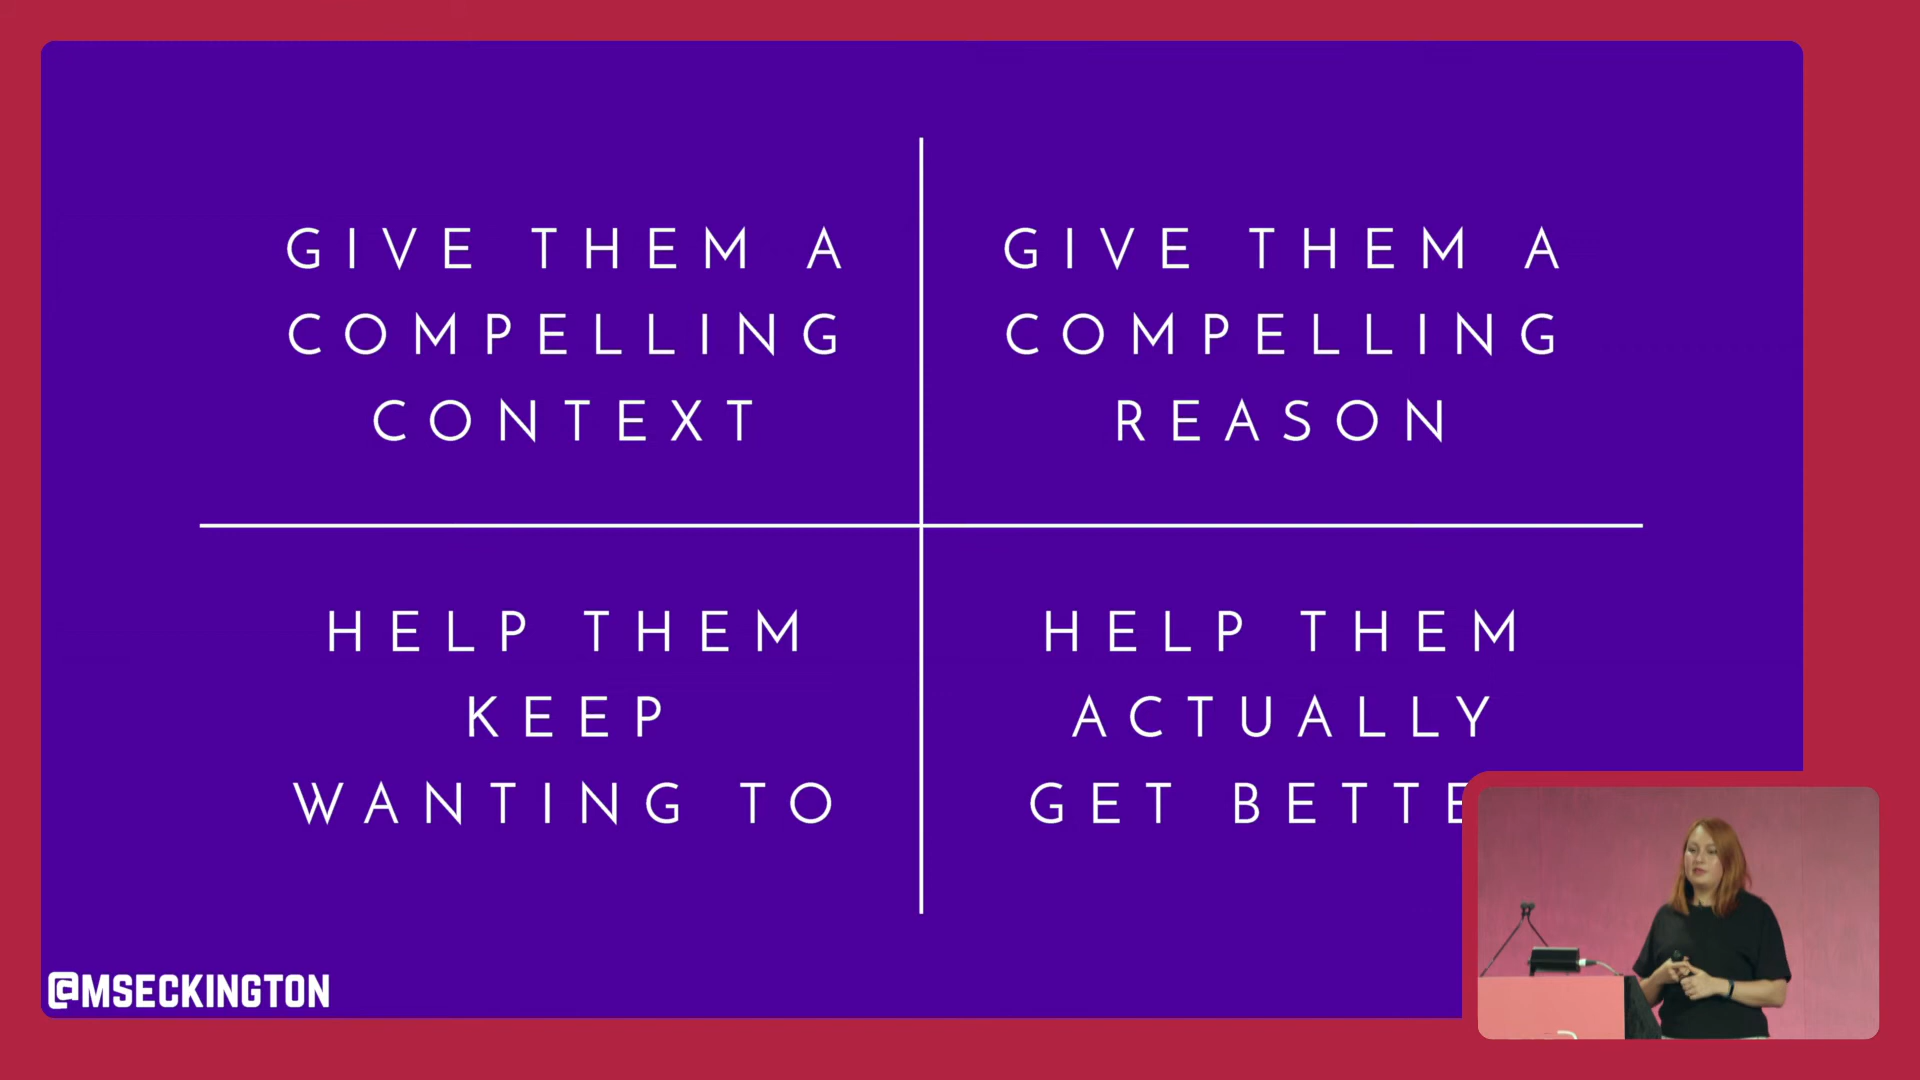 GIVE THEM A
COMPELLING
CONTEXT
GIVE THEM A
COMPELLING
REASON
HELP THEM
KEEP
WANTING TO
HELP THEM
ACTUALLY
GET
@MSECKINGTON